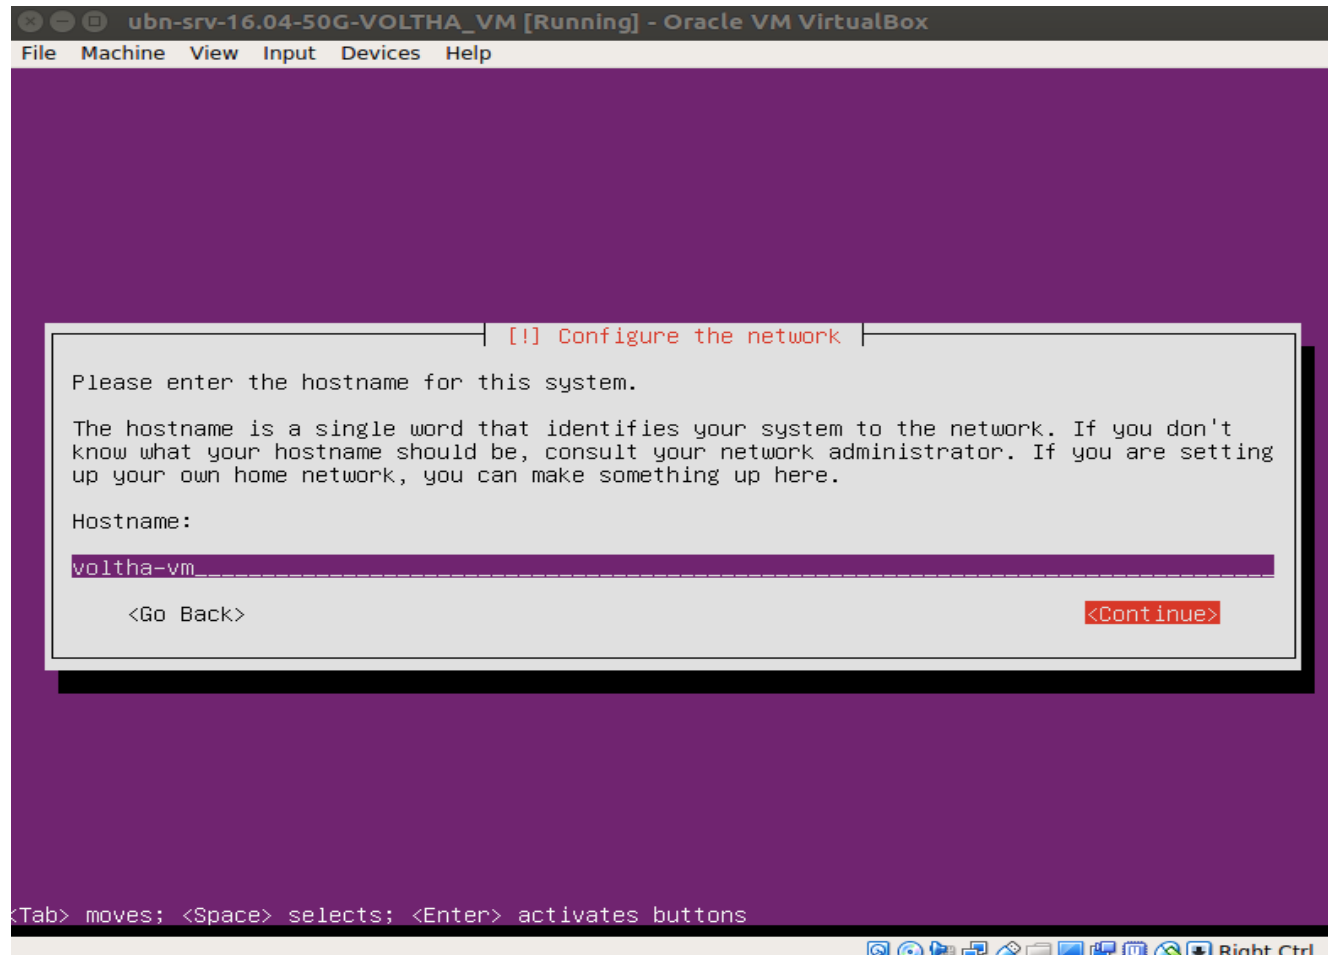 ubn-srv-16.04-50G-VOLTHA_VM [Running] - Oracle VM VirtualBox
File Machine View Input Devices Help
[!] Configure the network
Please enter the hostname for this system.
The hostname is a single word that identifies your system to the network. If you don't
know what your hostname should be, consult your network administrator. If you are setting
up your own home network, you can make something up here.
Hostname:
voltha-vm
<Go Back> <Continue>
<Tab> moves; <Space> selects; <Enter> activates buttons
Right Ctrl